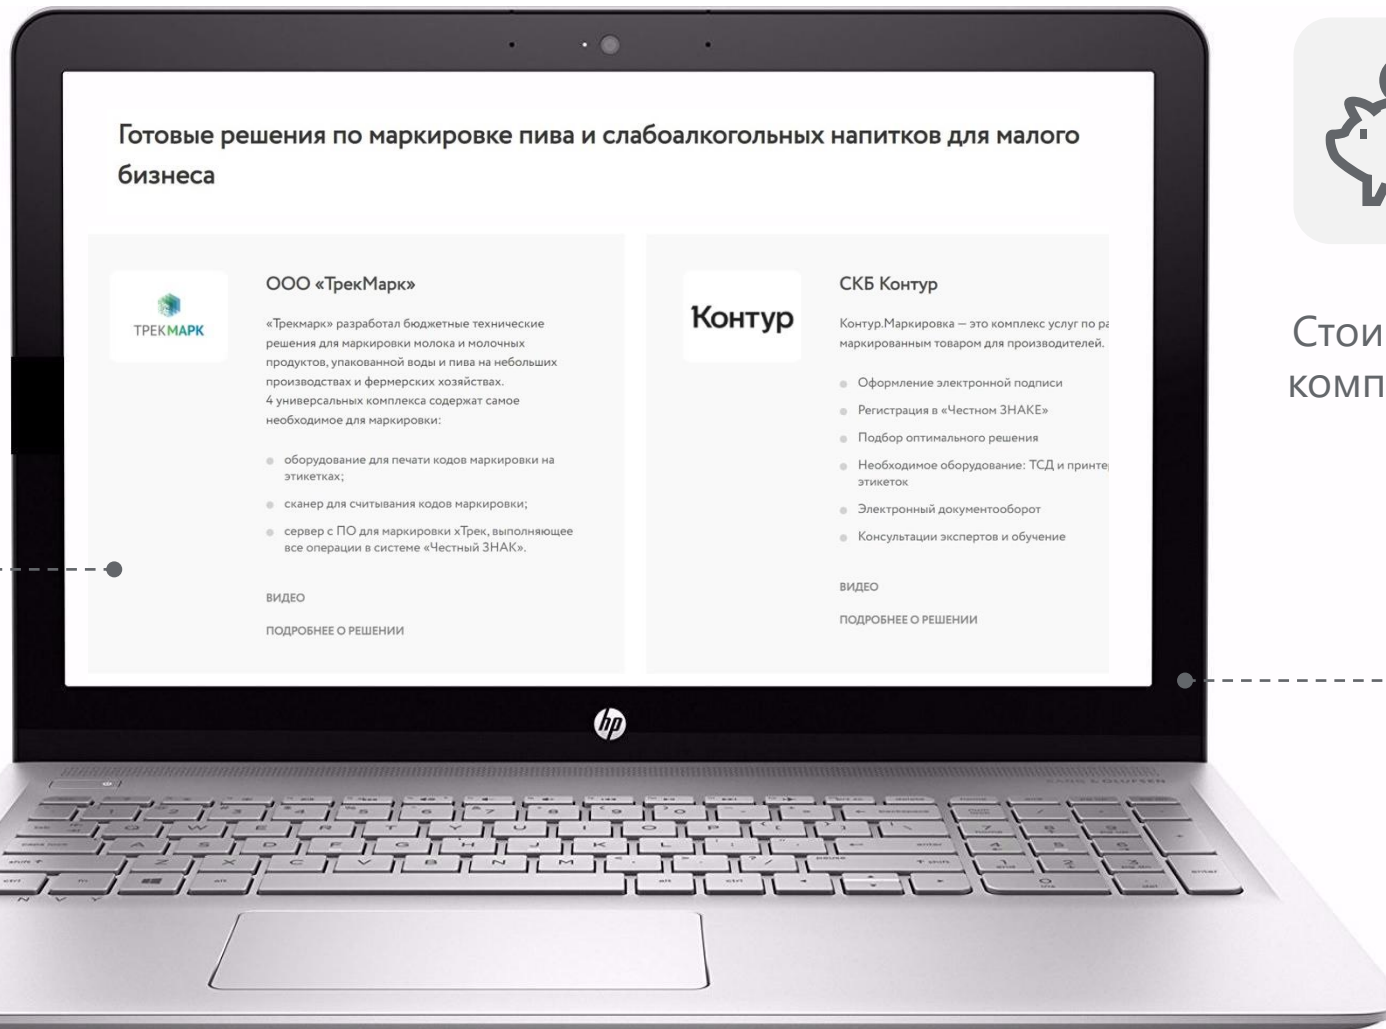 Готовые решения по маркировке пива и слабоалкогольных напитков для малого
бизнеса
ТРЕКМАРК
ООО «ТрекМарк»
«Трекмарк» разработал бюджетные технические
решения для маркировки молока и молочных
продуктов, упакованной воды и пива на небольших
производствах и фермерских хозяйствах.
4 универсальных комплекса содержат самое
необходимое для маркировки:
оборудование для печати кодов маркировки на
этикетках;
сканер для считывания кодов маркировки;
сервер с ПО для маркировки хТрек, выполняющее
все операции в системе «Честный ЗНАК».
ВИДЕО
ПОДРОБНЕЕ О РЕШЕНИИ
Контур
СКБ Контур
Контур.Маркировка — это комплекс услуг по ра
маркированным товаром для производителей.
Оформление электронной подписи
Регистрация в «Честном ЗНАКЕ»
Подбор оптимального решения
Необходимое оборудование: ТСД и принте
этикеток
Электронный документооборот
Консультации экспертов и обучение
ВИДЕО
ПОДРОБНЕЕ О РЕШЕНИИ
Стои
комп
hp